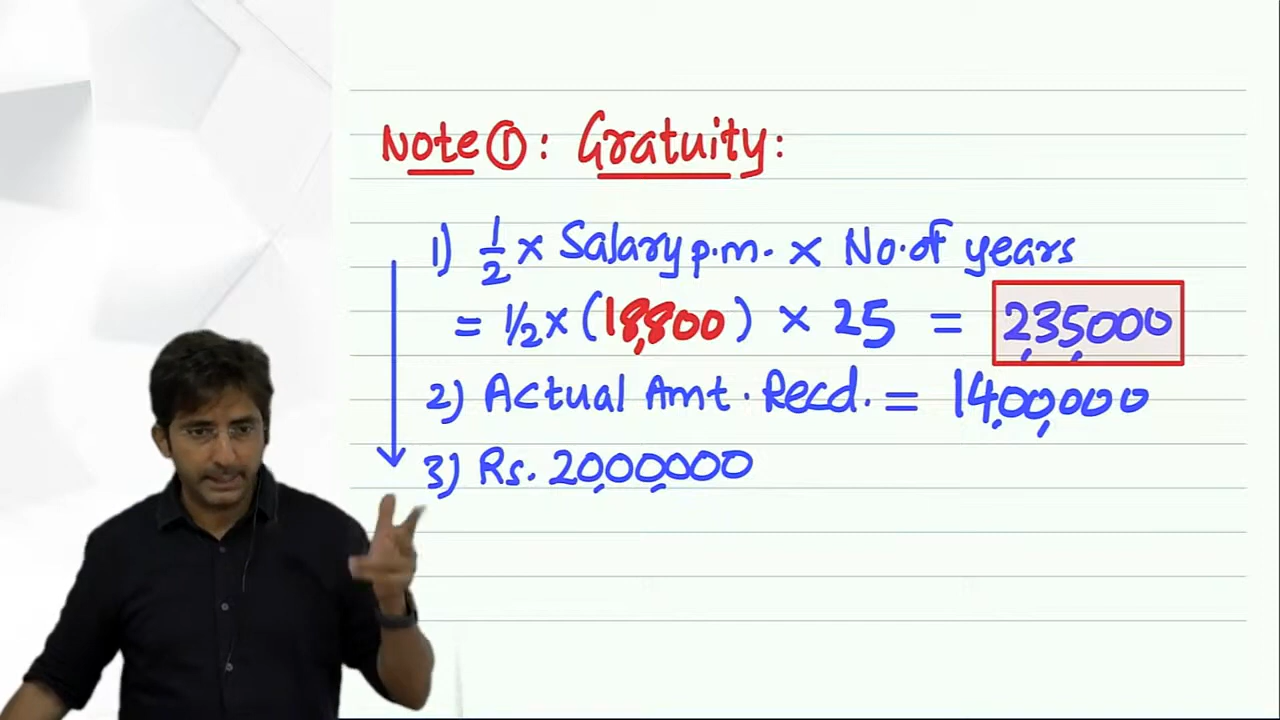 Note ①: Gratuity:
1) 1/2 × Salary p.m. × No. of years
= 1/2 × (18,800) × 25 = 2,35,000
2) Actual Amt. Recd. = 14,00,000
3) Rs. 20,00,000